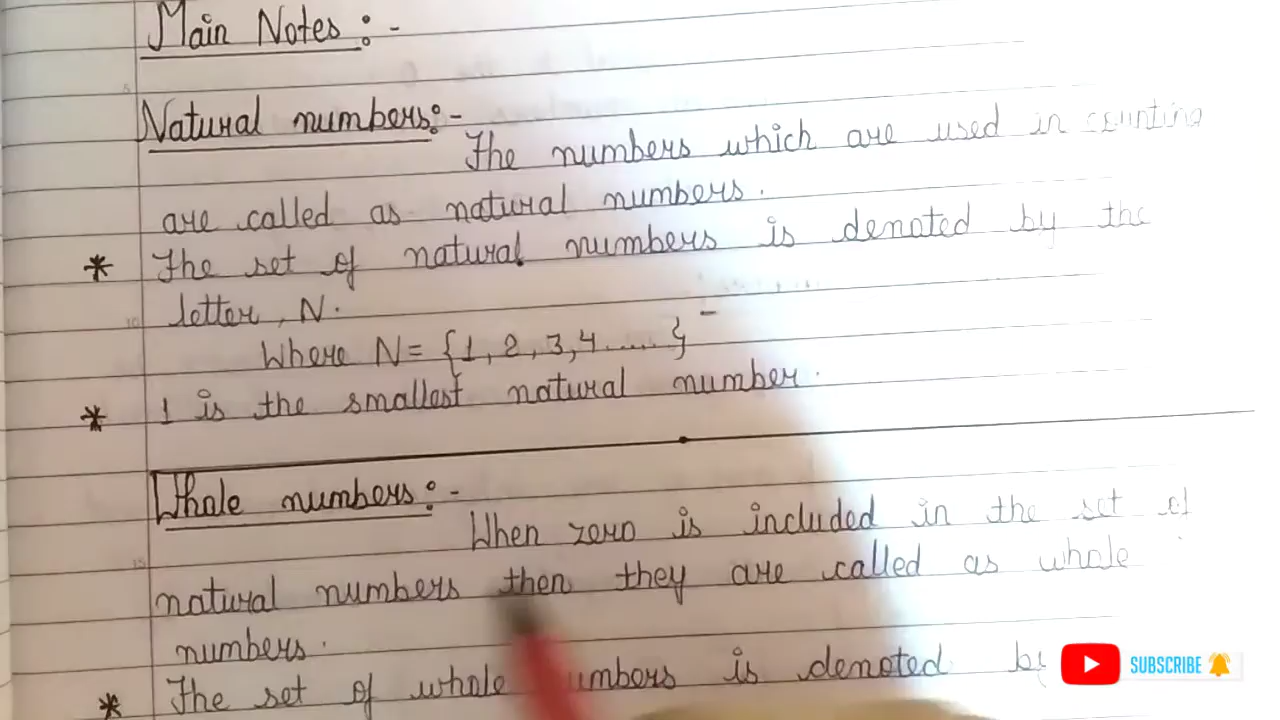 Main Notes :-
Natural numbers:-
The numbers which are used in counting
are called as natural numbers.
* The set of natural numbers is denoted by the
letter, N.
Where N = {1, 2, 3, 4 ..... }
* 1 is the smallest natural number.
Whole numbers:-
When zero is included in the set of
natural numbers then they are called as whole
numbers.
* The set of whole numbers is denoted by
SUBSCRIBE